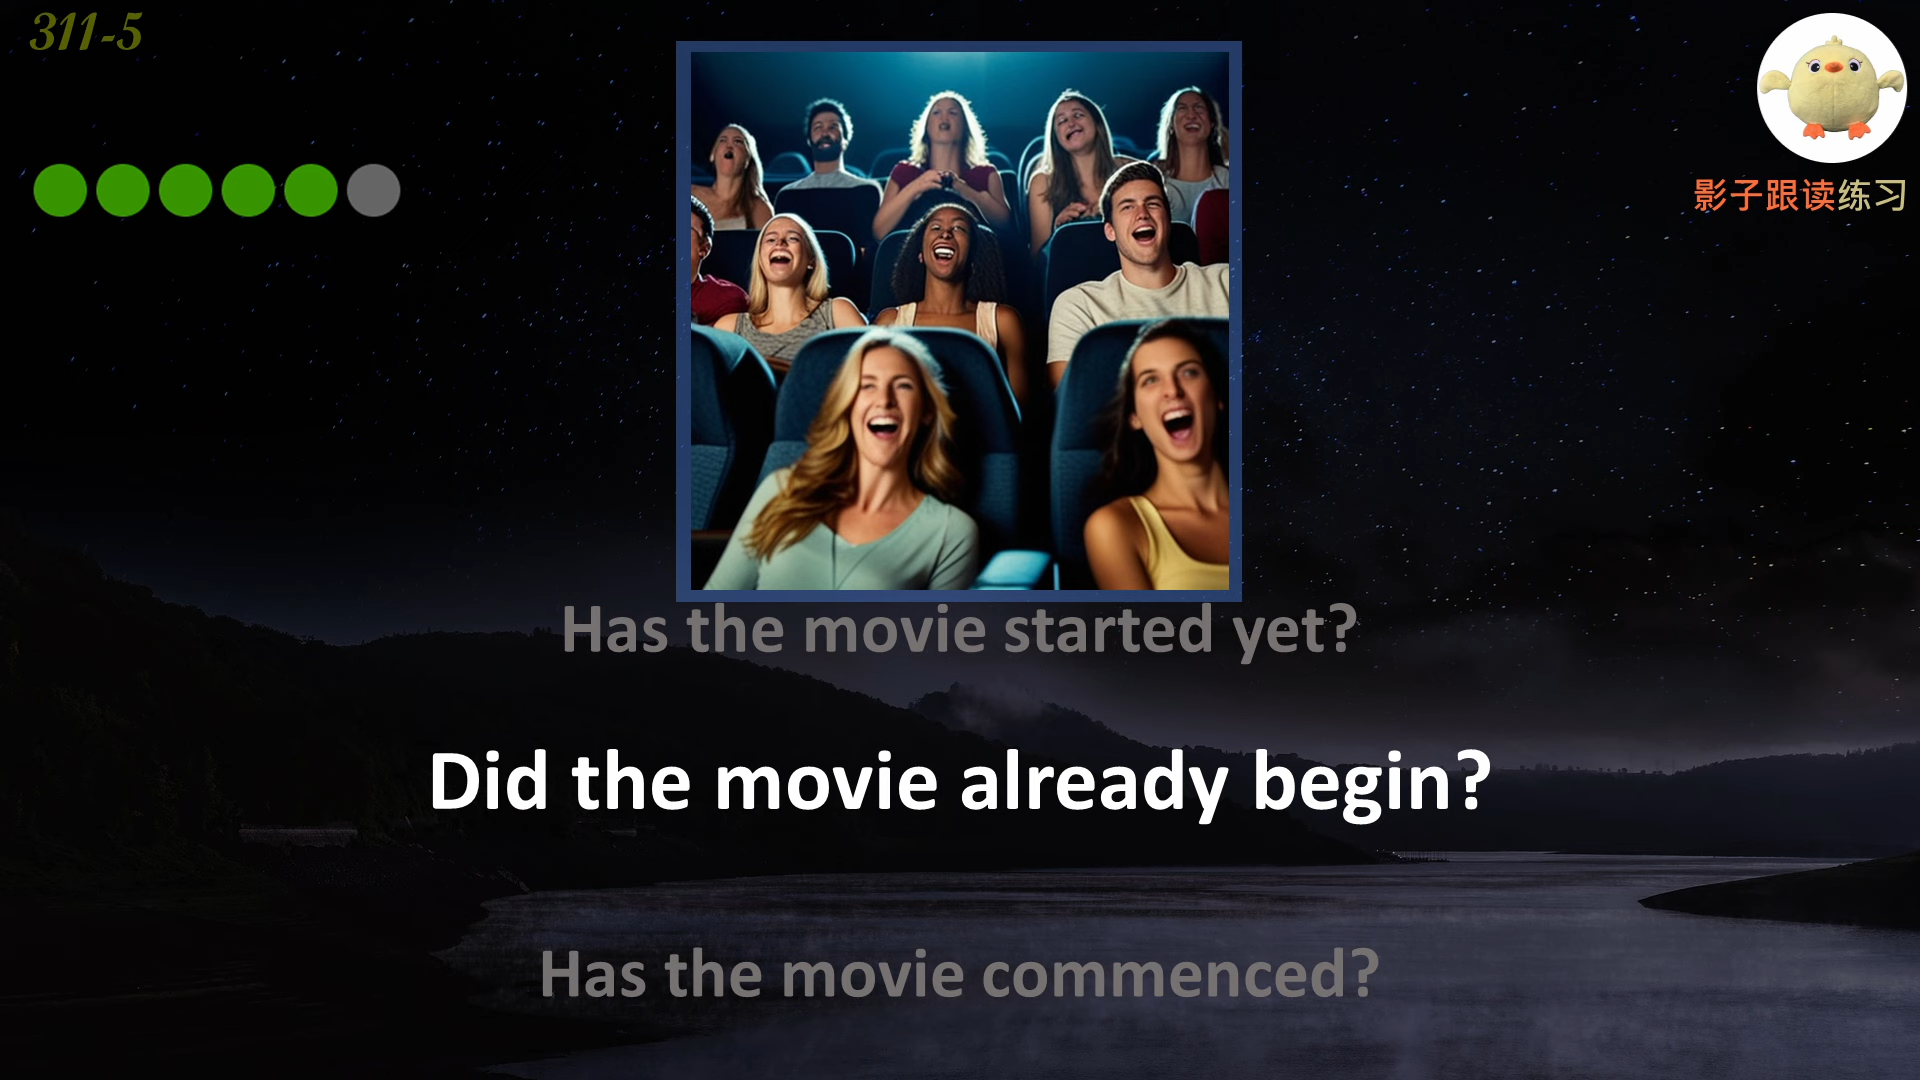 311-5
影子跟读练习
Has the movie started yet?
Did the movie already begin?
Has the movie commenced?